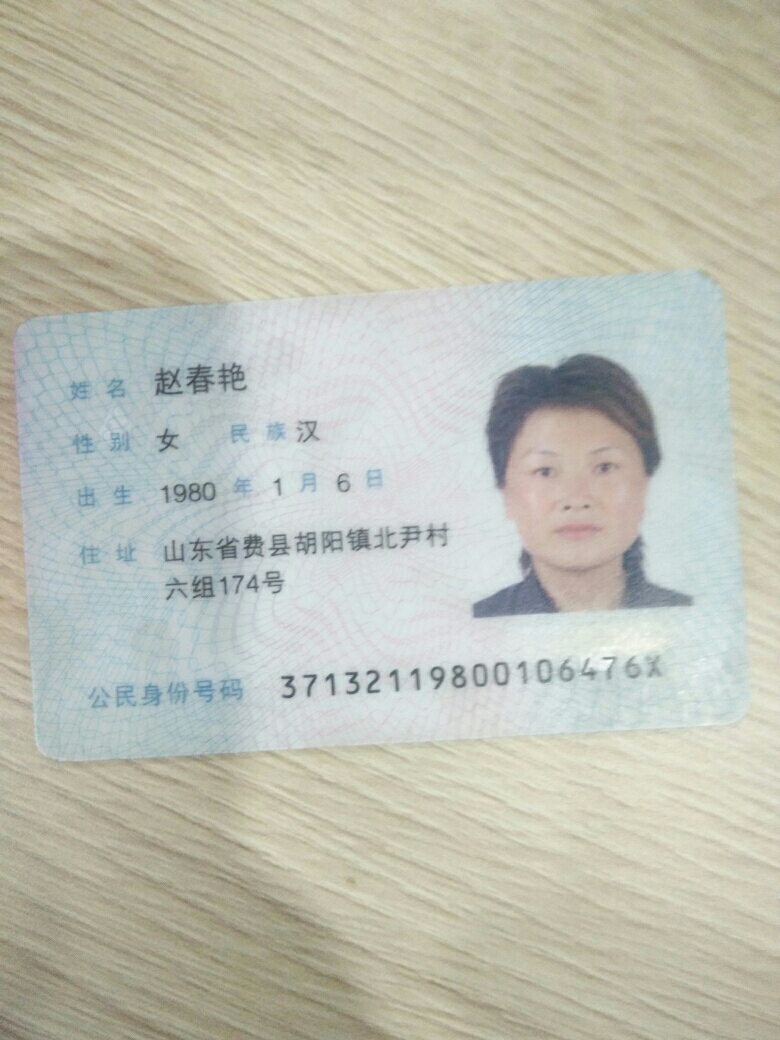 姓名 赵春艳
性别 女 民族 汉
出生 1980 年 1 月 6 日
住址 山东省费县胡阳镇北尹村
六组174号
公民身份号码 37132119800106476X